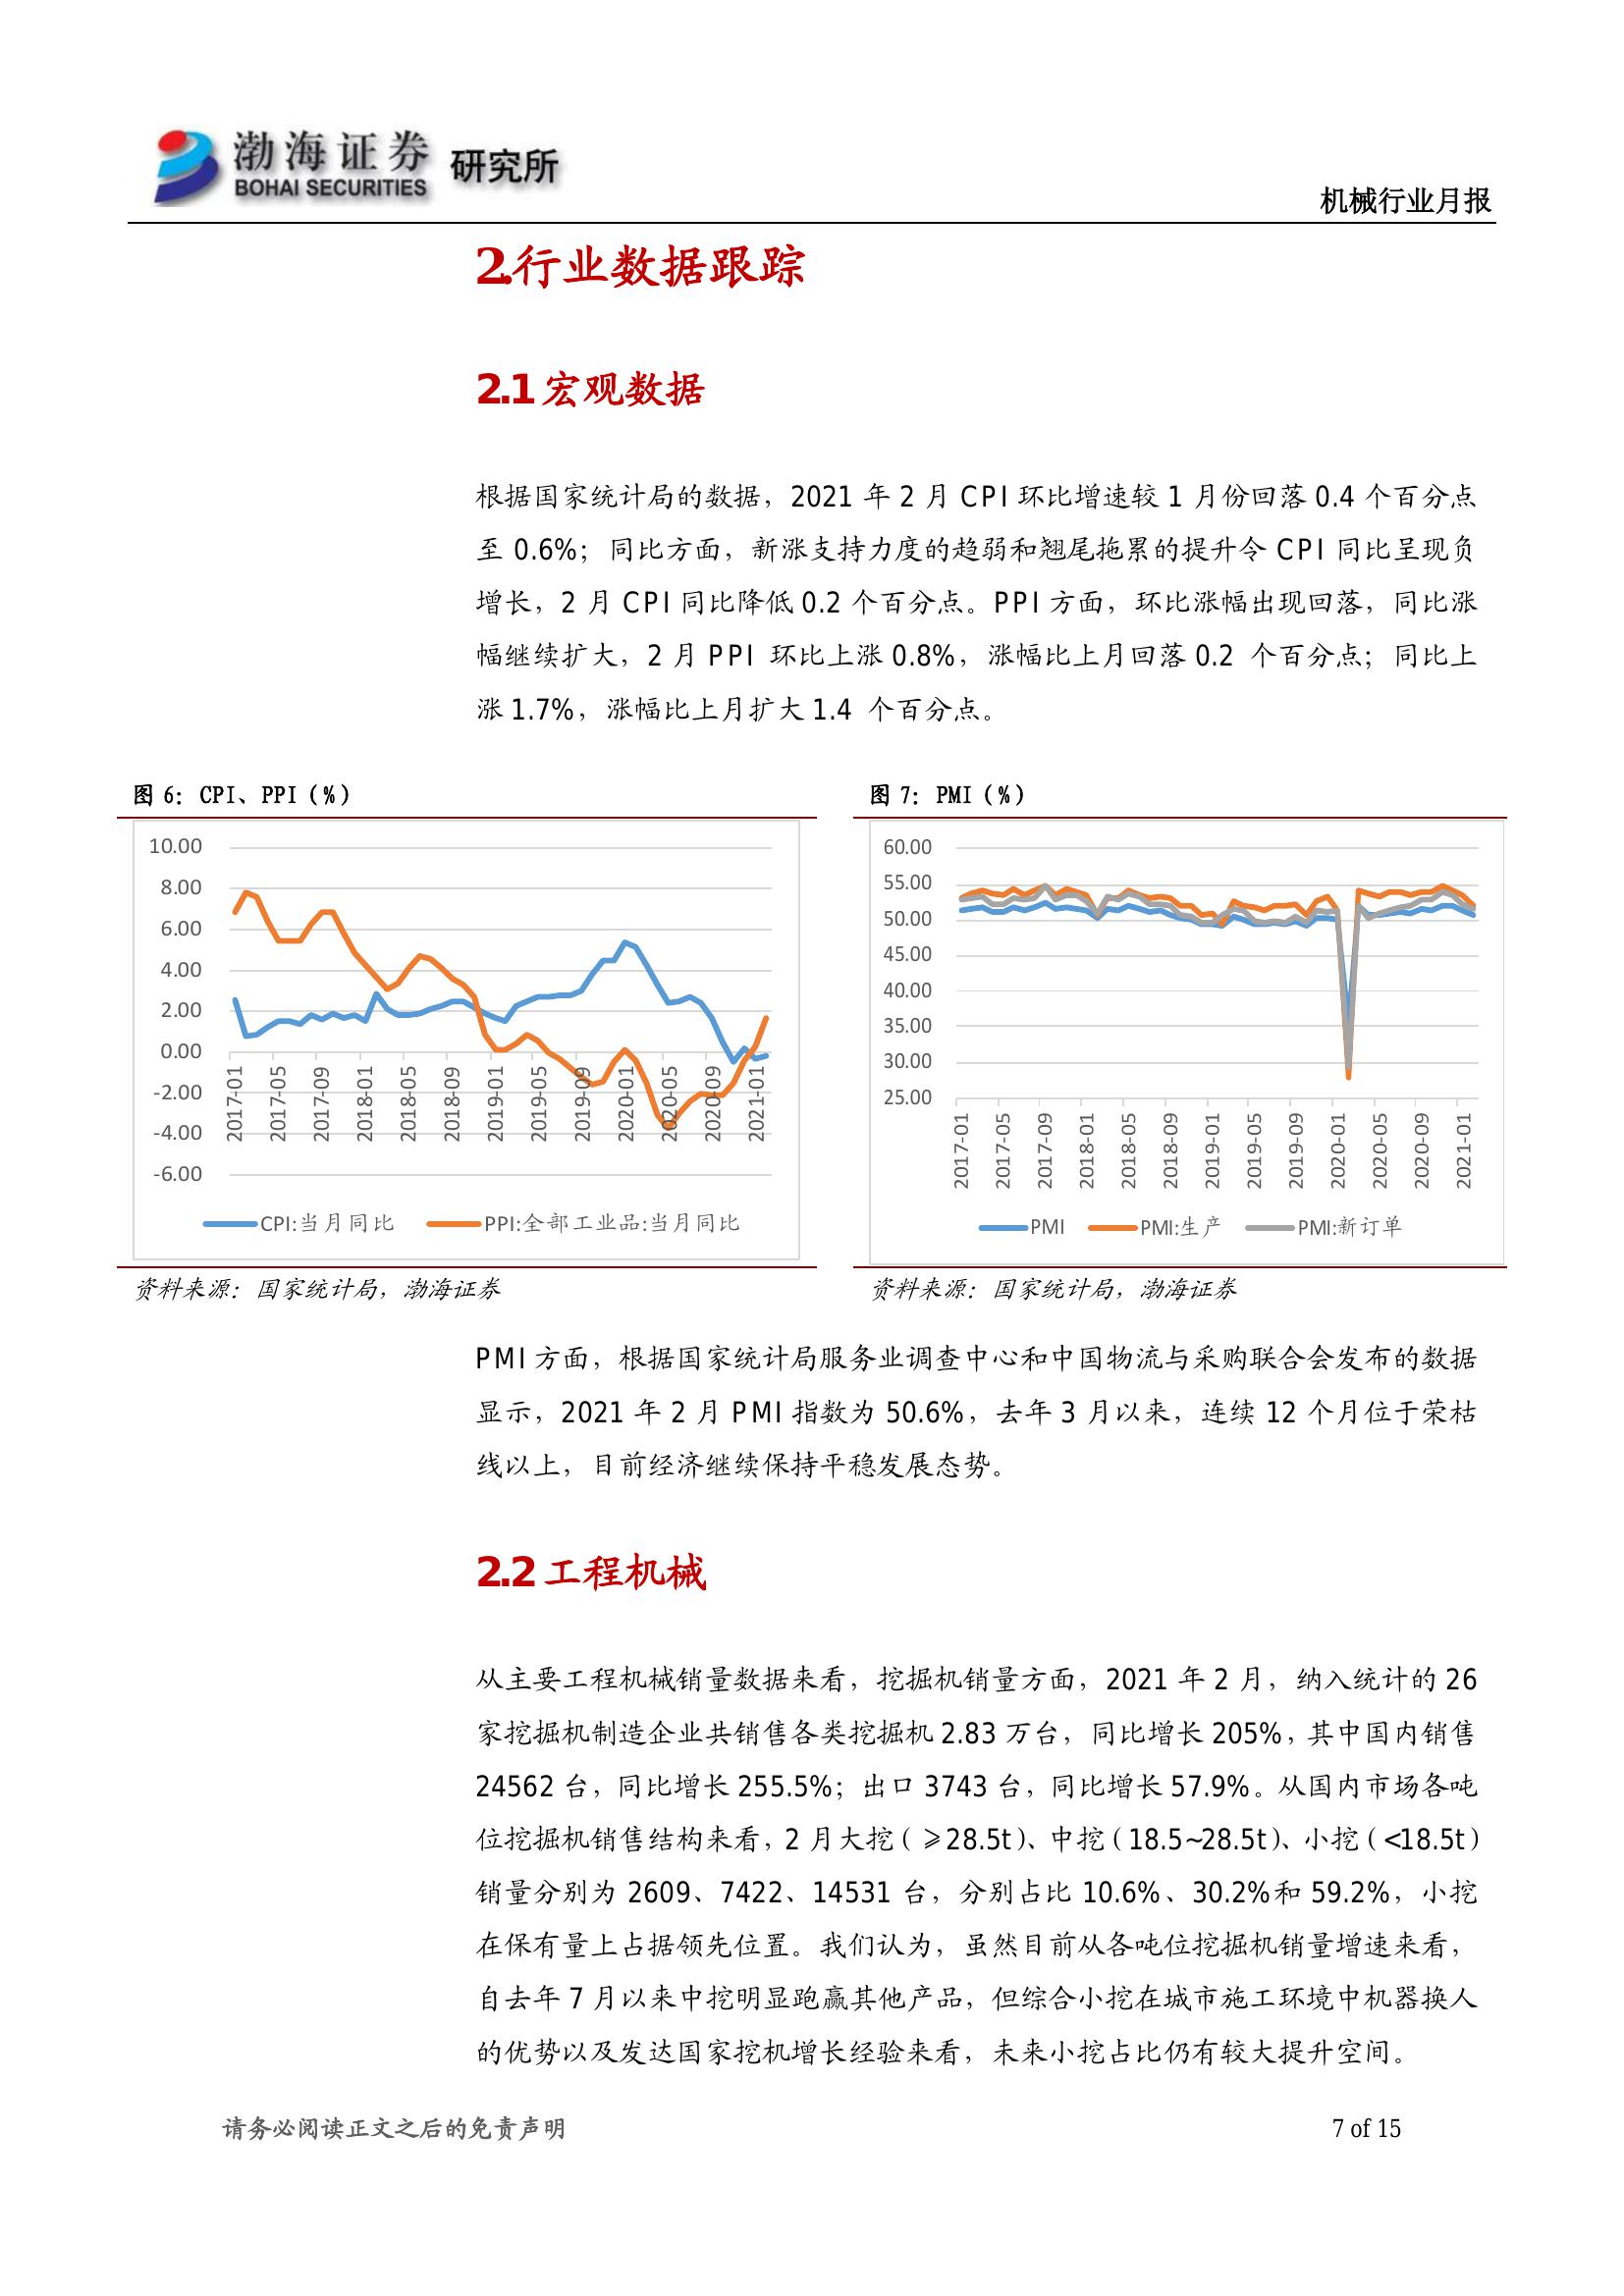 渤海证券 研究所
BOHAI SECURITIES
机械行业月报
2.行业数据跟踪
2.1 宏观数据
根据国家统计局的数据，2021 年 2 月 CPI 环比增速较 1 月份回落 0.4 个百分点
至 0.6%；同比方面，新涨支持力度的趋弱和翘尾拖累的提升令 CPI 同比呈现负
增长，2 月 CPI 同比降低 0.2 个百分点。PPI 方面，环比涨幅出现回落，同比涨
幅继续扩大，2 月 PPI 环比上涨 0.8%，涨幅比上月回落 0.2 个百分点；同比上
涨 1.7%，涨幅比上月扩大 1.4 个百分点。
图 6：CPI、PPI（%）
10.00
8.00
6.00
4.00
2.00
0.00
-2.00
-4.00
-6.00
2017-01
2017-05
2017-09
2018-01
2018-05
2018-09
2019-01
2019-05
2019-09
2020-01
2020-05
2020-09
2021-01
CPI:当月同比
PPI:全部工业品:当月同比
资料来源：国家统计局，渤海证券
图 7：PMI（%）
60.00
55.00
50.00
45.00
40.00
35.00
30.00
25.00
2017-01
2017-05
2017-09
2018-01
2018-05
2018-09
2019-01
2019-05
2019-09
2020-01
2020-05
2020-09
2021-01
PMI
PMI:生产
PMI:新订单
资料来源：国家统计局，渤海证券
PMI 方面，根据国家统计局服务业调查中心和中国物流与采购联合会发布的数据
显示，2021 年 2 月 PMI 指数为 50.6%，去年 3 月以来，连续 12 个月位于荣枯
线以上，目前经济继续保持平稳发展态势。
2.2 工程机械
从主要工程机械销量数据来看，挖掘机销量方面，2021 年 2 月，纳入统计的 26
家挖掘机制造企业共销售各类挖掘机 2.83 万台，同比增长 205%，其中国内销售
24562 台，同比增长 255.5%；出口 3743 台，同比增长 57.9%。从国内市场各吨
位挖掘机销售结构来看，2 月大挖（≥28.5t）、中挖（18.5~28.5t）、小挖（<18.5t）
销量分别为 2609、7422、14531 台，分别占比 10.6%、30.2%和 59.2%，小挖
在保有量上占据领先位置。我们认为，虽然目前从各吨位挖掘机销量增速来看，
自去年 7 月以来中挖明显跑赢其他产品，但综合小挖在城市施工环境中机器换人
的优势以及发达国家挖机增长经验来看，未来小挖占比仍有较大提升空间。
请务必阅读正文之后的免责声明
7 of 15